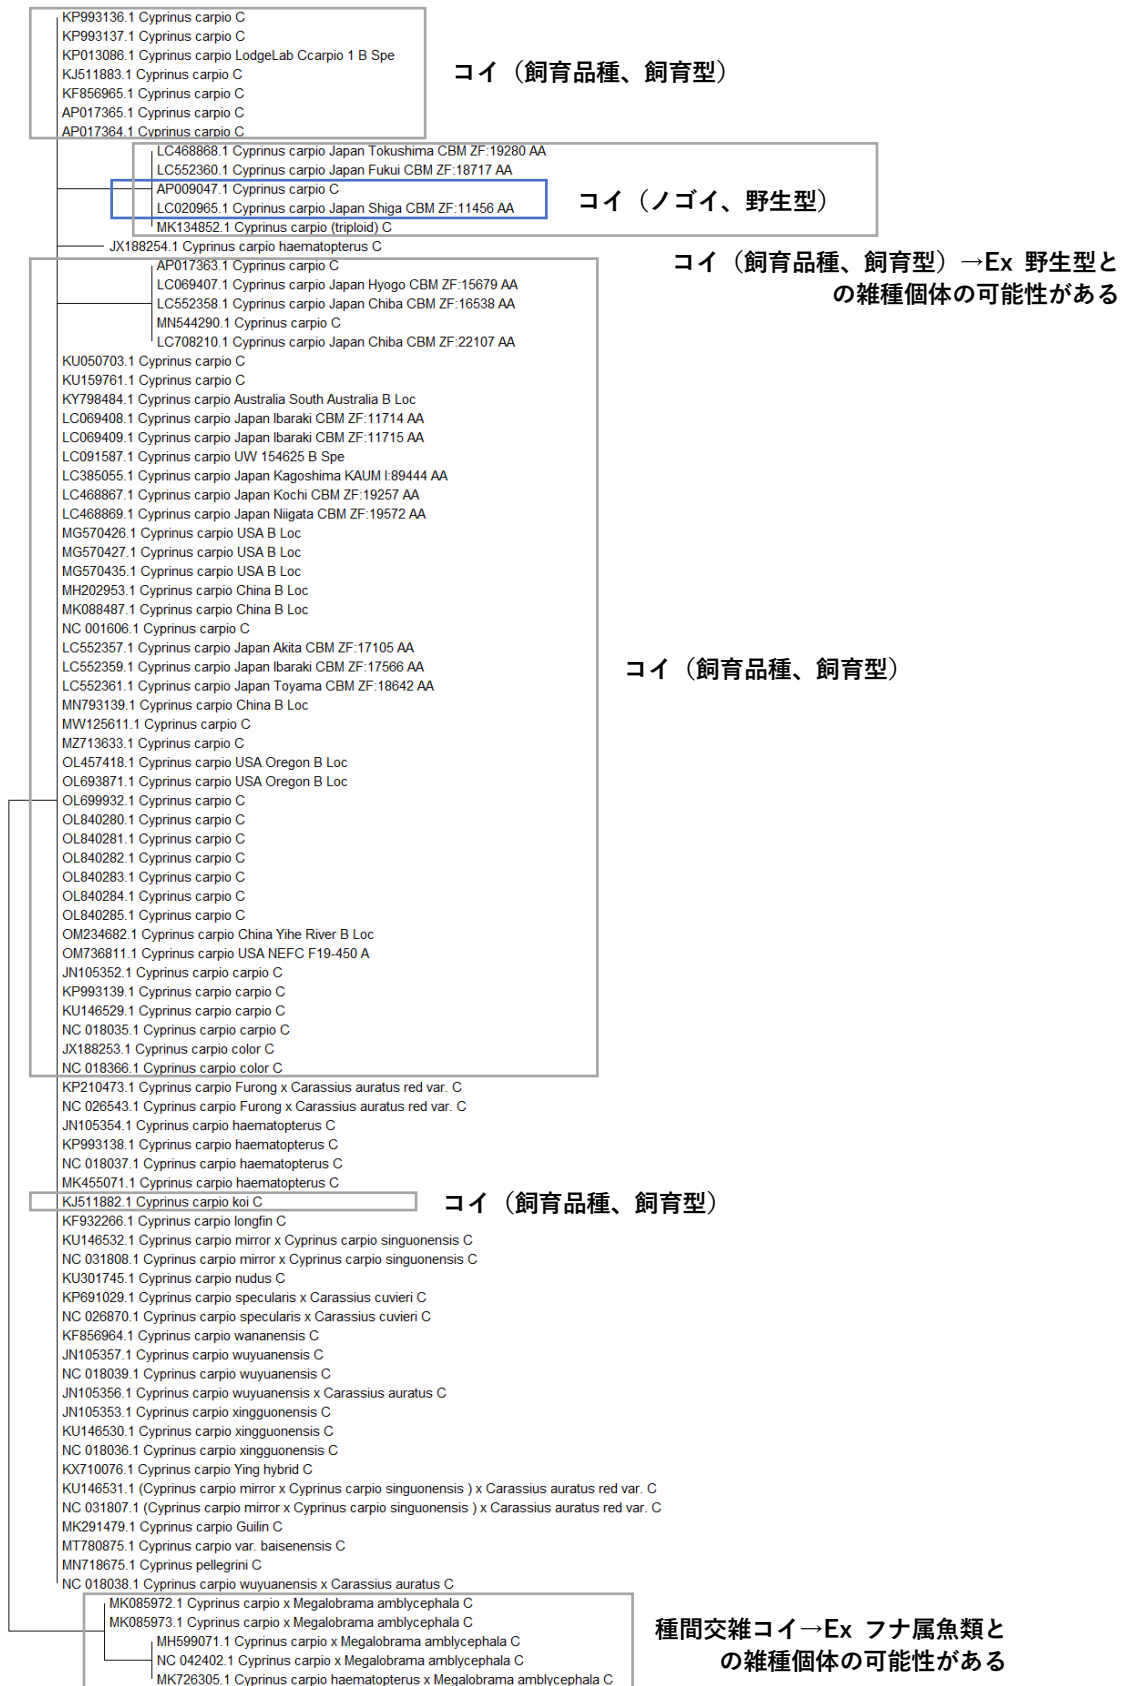 KP993136.1 Cyprinus carpio C
KP993137.1 Cyprinus carpio C
KP013086.1 Cyprinus carpio LodgeLab Ccarpio 1 B Spe
KJ511883.1 Cyprinus carpio C
コイ（飼育品種、飼育型）
KF856965.1 Cyprinus carpio C
AP017365.1 Cyprinus carpio C
AP017364.1 Cyprinus carpio C
LC468868.1 Cyprinus carpio Japan Tokushima CBM ZF:19280 AA
LC552360.1 Cyprinus carpio Japan Fukui CBM ZF:18717 AA
AP009047.1 Cyprinus carpio C
LC020965.1 Cyprinus carpio Japan Shiga CBM ZF:11456 AA
コイ（ノゴイ、野生型）
MK134852.1 Cyprinus carpio (triploid) C
JX188254.1 Cyprinus carpio haematopterus C
コイ（飼育品種、飼育型）→Ex 野生型と
の雑種個体の可能性がある
AP017363.1 Cyprinus carpio C
LC069407.1 Cyprinus carpio Japan Hyogo CBM ZF:15679 AA
LC552358.1 Cyprinus carpio Japan Chiba CBM ZF:16538 AA
MN544290.1 Cyprinus carpio C
LC708210.1 Cyprinus carpio Japan Chiba CBM ZF:22107 AA
KU050703.1 Cyprinus carpio C
KU159761.1 Cyprinus carpio C
KY798484.1 Cyprinus carpio Australia South Australia B Loc
LC069408.1 Cyprinus carpio Japan Ibaraki CBM ZF:11714 AA
LC069409.1 Cyprinus carpio Japan Ibaraki CBM ZF:11715 AA
LC091587.1 Cyprinus carpio UW 154625 B Spe
LC385055.1 Cyprinus carpio Japan Kagoshima KAUM I:89444 AA
LC468867.1 Cyprinus carpio Japan Kochi CBM ZF:19257 AA
LC468869.1 Cyprinus carpio Japan Niigata CBM ZF:19572 AA
MG570426.1 Cyprinus carpio USA B Loc
MG570427.1 Cyprinus carpio USA B Loc
MG570435.1 Cyprinus carpio USA B Loc
MH202953.1 Cyprinus carpio China B Loc
MK088487.1 Cyprinus carpio China B Loc
NC 001606.1 Cyprinus carpio C
LC552357.1 Cyprinus carpio Japan Akita CBM ZF:17105 AA
LC552359.1 Cyprinus carpio Japan Ibaraki CBM ZF:17566 AA
コイ（飼育品種、飼育型）
LC552361.1 Cyprinus carpio Japan Toyama CBM ZF:18642 AA
MN793139.1 Cyprinus carpio China B Loc
MW125611.1 Cyprinus carpio C
MZ713633.1 Cyprinus carpio C
OL457418.1 Cyprinus carpio USA Oregon B Loc
OL693871.1 Cyprinus carpio USA Oregon B Loc
OL699932.1 Cyprinus carpio C
OL840280.1 Cyprinus carpio C
OL840281.1 Cyprinus carpio C
OL840282.1 Cyprinus carpio C
OL840283.1 Cyprinus carpio C
OL840284.1 Cyprinus carpio C
OL840285.1 Cyprinus carpio C
OM234682.1 Cyprinus carpio China Yihe River B Loc
OM736811.1 Cyprinus carpio USA NEFC F19-450 A
JN105352.1 Cyprinus carpio carpio C
KP993139.1 Cyprinus carpio carpio C
KU146529.1 Cyprinus carpio carpio C
NC 018035.1 Cyprinus carpio carpio C
JX188253.1 Cyprinus carpio color C
NC 018366.1 Cyprinus carpio color C
KP210473.1 Cyprinus carpio Furong x Carassius auratus red var. C
NC 026543.1 Cyprinus carpio Furong x Carassius auratus red var. C
JN105354.1 Cyprinus carpio haematopterus C
KP993138.1 Cyprinus carpio haematopterus C
NC 018037.1 Cyprinus carpio haematopterus C
MK455071.1 Cyprinus carpio haematopterus C
KJ511882.1 Cyprinus carpio koi C
コイ（飼育品種、飼育型）
KF932266.1 Cyprinus carpio longfin C
KU146532.1 Cyprinus carpio mirror x Cyprinus carpio singuonensis C
NC 031808.1 Cyprinus carpio mirror x Cyprinus carpio singuonensis C
KU301745.1 Cyprinus carpio nudus C
KP691029.1 Cyprinus carpio specularis x Carassius cuvieri C
NC 026870.1 Cyprinus carpio specularis x Carassius cuvieri C
KF856964.1 Cyprinus carpio wananensis C
JN105357.1 Cyprinus carpio wuyuanensis C
NC 018039.1 Cyprinus carpio wuyuanensis C
JN105356.1 Cyprinus carpio wuyuanensis x Carassius auratus C
JN105353.1 Cyprinus carpio xingguonensis C
KU146530.1 Cyprinus carpio xingguonensis C
NC 018036.1 Cyprinus carpio xingguonensis C
KX710076.1 Cyprinus carpio Ying hybrid C
KU146531.1 (Cyprinus carpio mirror x Cyprinus carpio singuonensis ) x Carassius auratus red var. C
NC 031807.1 (Cyprinus carpio mirror x Cyprinus carpio singuonensis ) x Carassius auratus red var. C
MK291479.1 Cyprinus carpio Guilin C
MT780875.1 Cyprinus carpio var. baisenensis C
MN718675.1 Cyprinus pellegrini C
NC 018038.1 Cyprinus carpio wuyuanensis x Carassius auratus C
MK085972.1 Cyprinus carpio x Megalobrama amblycephala C
MK085973.1 Cyprinus carpio x Megalobrama amblycephala C
MH599071.1 Cyprinus carpio x Megalobrama amblycephala C
NC 042402.1 Cyprinus carpio x Megalobrama amblycephala C
MK726305.1 Cyprinus carpio haematopterus x Megalobrama amblycephala C
種間交雑コイ→Ex フナ属魚類と
の雑種個体の可能性がある